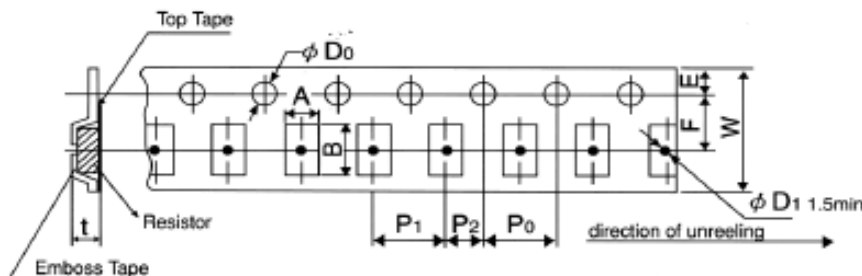 Top Tape
φ D0
A
B
E
F
W
t
Resistor
P1
P2
P0
φ D1 1.5min
direction of unreeling
Emboss Tape